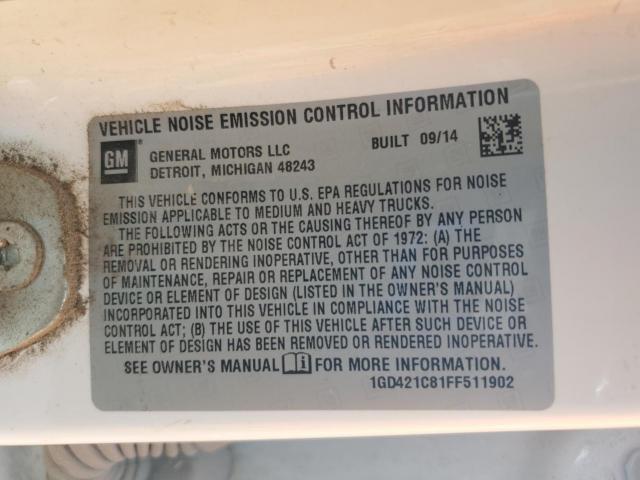 VEHICLE NOISE EMISSION CONTROL INFORMATION
GM GENERAL MOTORS LLC BUILT 09/14
DETROIT, MICHIGAN 48243
THIS VEHICLE CONFORMS TO U.S. EPA REGULATIONS FOR NOISE
EMISSION APPLICABLE TO MEDIUM AND HEAVY TRUCKS.
THE FOLLOWING ACTS OR THE CAUSING THEREOF BY ANY PERSON
ARE PROHIBITED BY THE NOISE CONTROL ACT OF 1972: (A) THE
REMOVAL OR RENDERING INOPERATIVE, OTHER THAN FOR PURPOSES
OF MAINTENANCE, REPAIR OR REPLACEMENT OF ANY NOISE CONTROL
DEVICE OR ELEMENT OF DESIGN (LISTED IN THE OWNER'S MANUAL)
INCORPORATED INTO THIS VEHICLE IN COMPLIANCE WITH THE NOISE
CONTROL ACT; (B) THE USE OF THIS VEHICLE AFTER SUCH DEVICE OR
ELEMENT OF DESIGN HAS BEEN REMOVED OR RENDERED INOPERATIVE.
SEE OWNER'S MANUAL FOR MORE INFORMATION.
1GD421C81FF511902